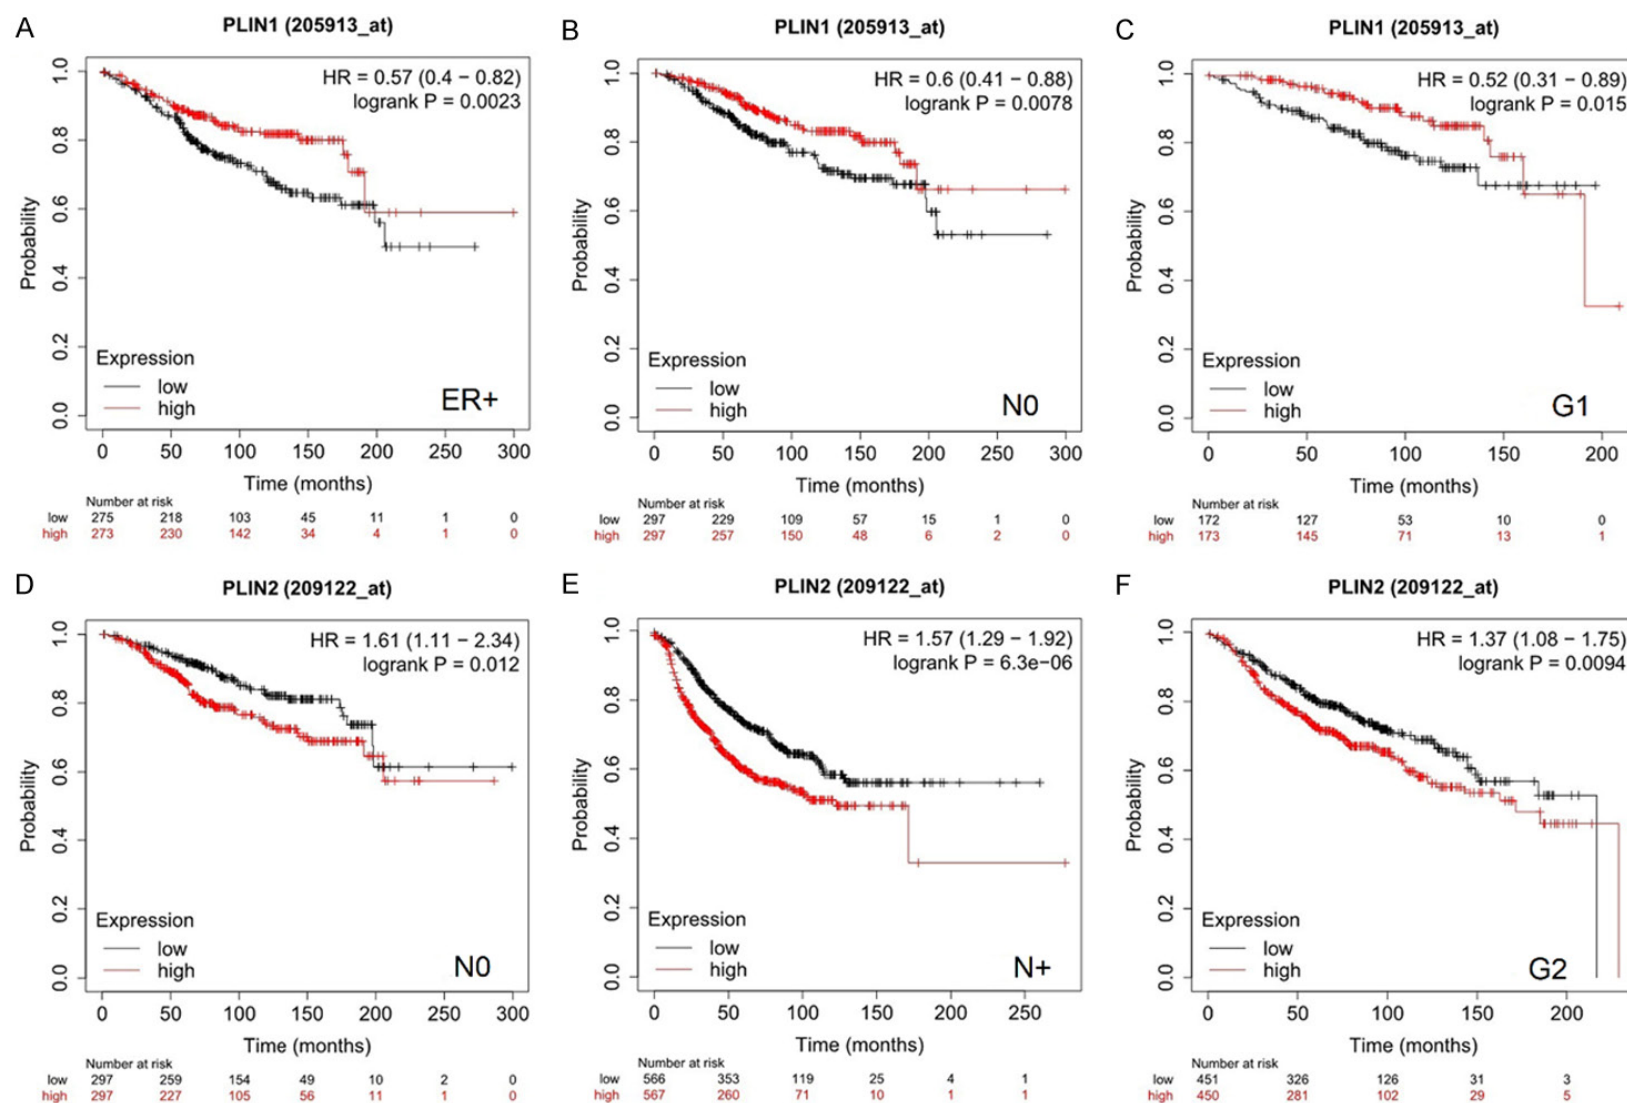 A
PLIN1 (205913_at)
HR = 0.57 (0.4 − 0.82)
logrank P = 0.0023
Probability
0.0 0.2 0.4 0.6 0.8 1.0
Expression
low
high
ER+
0 50 100 150 200 250 300
Time (months)
Number at risk
low 275 218 103 45 11 1 0
high 273 230 142 34 4 1 0
B
PLIN1 (205913_at)
HR = 0.6 (0.41 − 0.88)
logrank P = 0.0078
Probability
0.0 0.2 0.4 0.6 0.8 1.0
Expression
low
high
N0
0 50 100 150 200 250 300
Time (months)
Number at risk
low 297 229 109 57 15 1 0
high 297 257 150 48 6 2 0
C
PLIN1 (205913_at)
HR = 0.52 (0.31 − 0.89)
logrank P = 0.015
Probability
0.0 0.2 0.4 0.6 0.8 1.0
Expression
low
high
G1
0 50 100 150 200
Time (months)
Number at risk
low 172 127 53 10 0
high 173 145 71 13 1
D
PLIN2 (209122_at)
HR = 1.61 (1.11 − 2.34)
logrank P = 0.012
Probability
0.0 0.2 0.4 0.6 0.8 1.0
Expression
low
high
N0
0 50 100 150 200 250 300
Time (months)
Number at risk
low 297 259 154 49 10 2 0
high 297 227 105 56 11 1 0
E
PLIN2 (209122_at)
HR = 1.57 (1.29 − 1.92)
logrank P = 6.3e−06
Probability
0.0 0.2 0.4 0.6 0.8 1.0
Expression
low
high
N+
0 50 100 150 200 250
Time (months)
Number at risk
low 566 353 119 25 4 1
high 567 260 71 10 1 1
F
PLIN2 (209122_at)
HR = 1.37 (1.08 − 1.75)
logrank P = 0.0094
Probability
0.0 0.2 0.4 0.6 0.8 1.0
Expression
low
high
G2
0 50 100 150 200
Time (months)
Number at risk
low 451 326 126 31 3
high 450 281 102 29 5